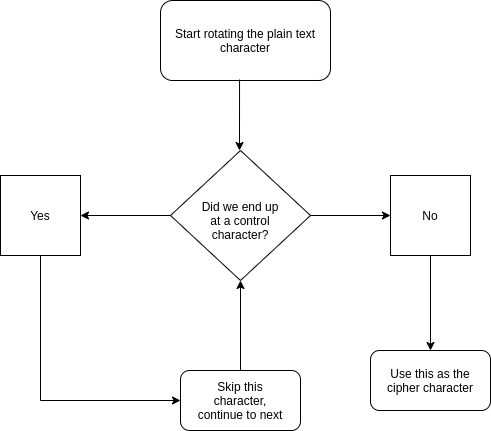 Start rotating the plain text
character
Did we end up
at a control
character?
Yes
No
Skip this
character,
continue to next
Use this as the
cipher character